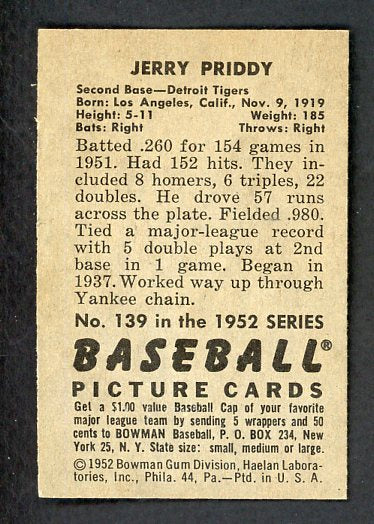 JERRY PRIDDY
Second Base—Detroit Tigers
Born: Los Angeles, Calif., Nov. 9, 1919
Height: 5-11 Weight: 185
Bats: Right Throws: Right
Batted .260 for 154 games in
1951. Had 152 hits. They in-
cluded 8 homers, 6 triples, 22
doubles. He drove 57 runs
across the plate. Fielded .980.
Tied a major-league record
with 5 double plays at 2nd
base in 1 game. Began in
1937. Worked way up through
Yankee chain.
No. 139 in the 1952 SERIES
BASEBALL®
PICTURE CARDS
Get a $1.00 value Baseball Cap of your favorite
major league team by sending 5 wrappers and 50
cents to BOWMAN Baseball, P. O. BOX 234, New
York 25, N. Y. State size: small, medium or large.
©1952 Bowman Gum Division, Haelan Labora-
tories, Inc., Phila. 44, Pa.—Ptd. in U. S. A.